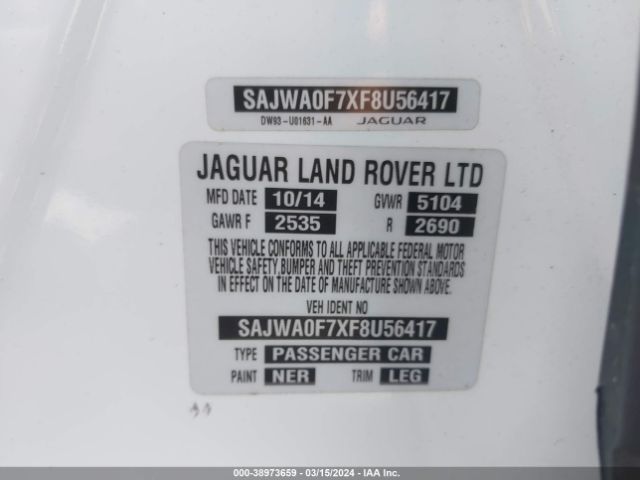 SAJWA0F7XF8U56417
DW93-U01631-AA JAGUAR
JAGUAR LAND ROVER LTD
MFD DATE 10/14 GVWR 5104
GAWR F 2535 R 2690
THIS VEHICLE CONFORMS TO ALL APPLICABLE FEDERAL MOTOR
VEHICLE SAFETY, BUMPER AND THEFT PREVENTION STANDARDS
IN EFFECT ON THE DATE OF MANUFACTURE SHOWN ABOVE.
VEH IDENT NO
SAJWA0F7XF8U56417
TYPE PASSENGER CAR
PAINT NER TRIM LEG
000-38973659 - 03/15/2024 - IAA Inc.